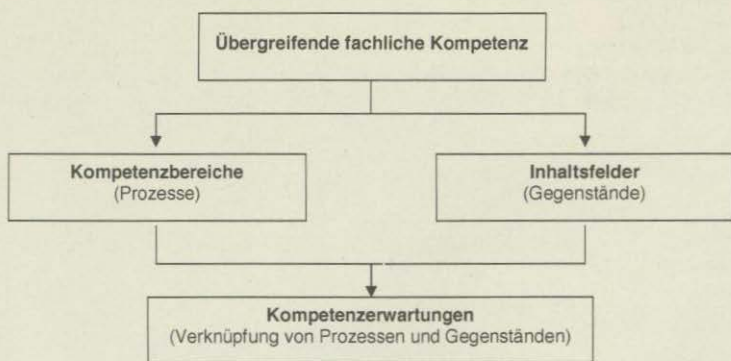 Übergreifende fachliche Kompetenz
Kompetenzbereiche
(Prozesse)
Inhaltsfelder
(Gegenstände)
Kompetenzerwartungen
(Verknüpfung von Prozessen und Gegenständen)